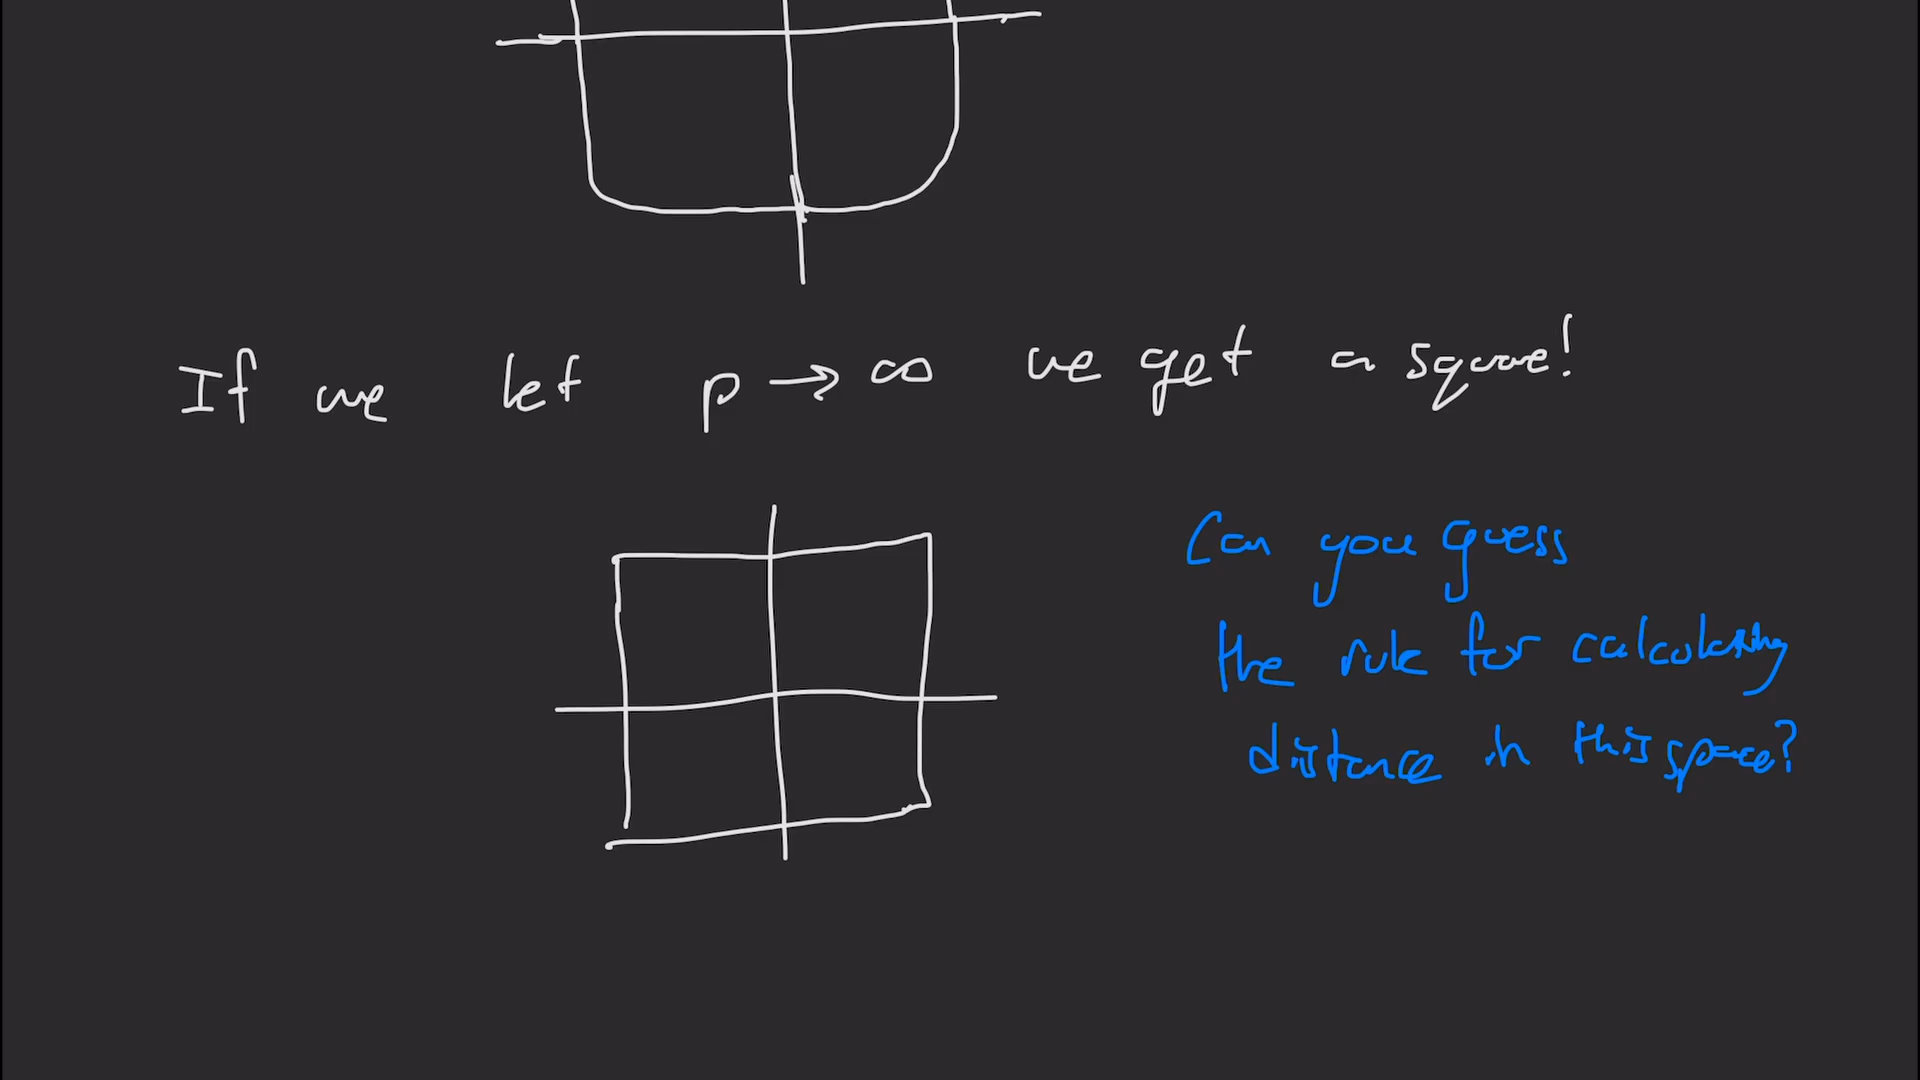 If we let p → ∞ we get a square!
Can you guess
the rule for calculating
distance in this space?